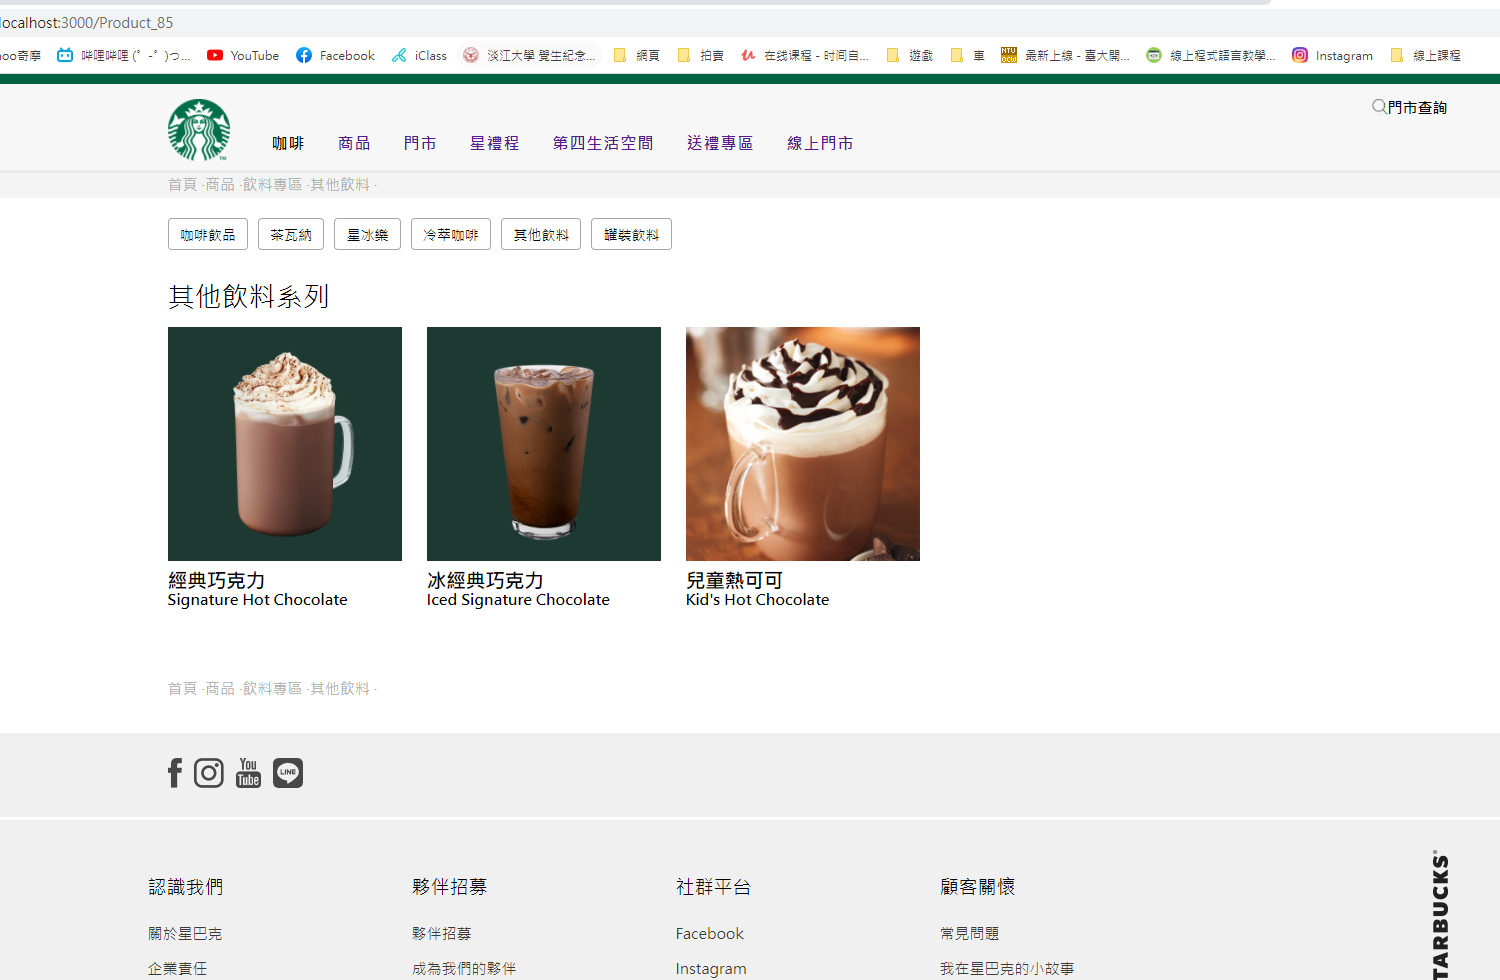 localhost:3000/Product_85
oo奇摩 哔哩哔哩 (゜-゜)つ... YouTube Facebook iClass 淡江大學 覺生紀念... 網頁 拍賣 在线课程 - 时间自... 遊戲 車 最新上線 - 臺大開... 線上程式語言教學... Instagram 線上課程
門市查詢
咖啡 商品 門市 星禮程 第四生活空間 送禮專區 線上門市
首頁 ·商品 ·飲料專區 ·其他飲料 ·
咖啡飲品 茶瓦納 星冰樂 冷萃咖啡 其他飲料 罐裝飲料
其他飲料系列
經典巧克力 冰經典巧克力 兒童熱可可
Signature Hot Chocolate Iced Signature Chocolate Kid's Hot Chocolate
首頁 ·商品 ·飲料專區 ·其他飲料 ·
You Tube LINE
認識我們 夥伴招募 社群平台 顧客關懷
關於星巴克 夥伴招募 Facebook 常見問題
企業責任 成為我們的夥伴 Instagram 我在星巴克的小故事
TARBUCKS®